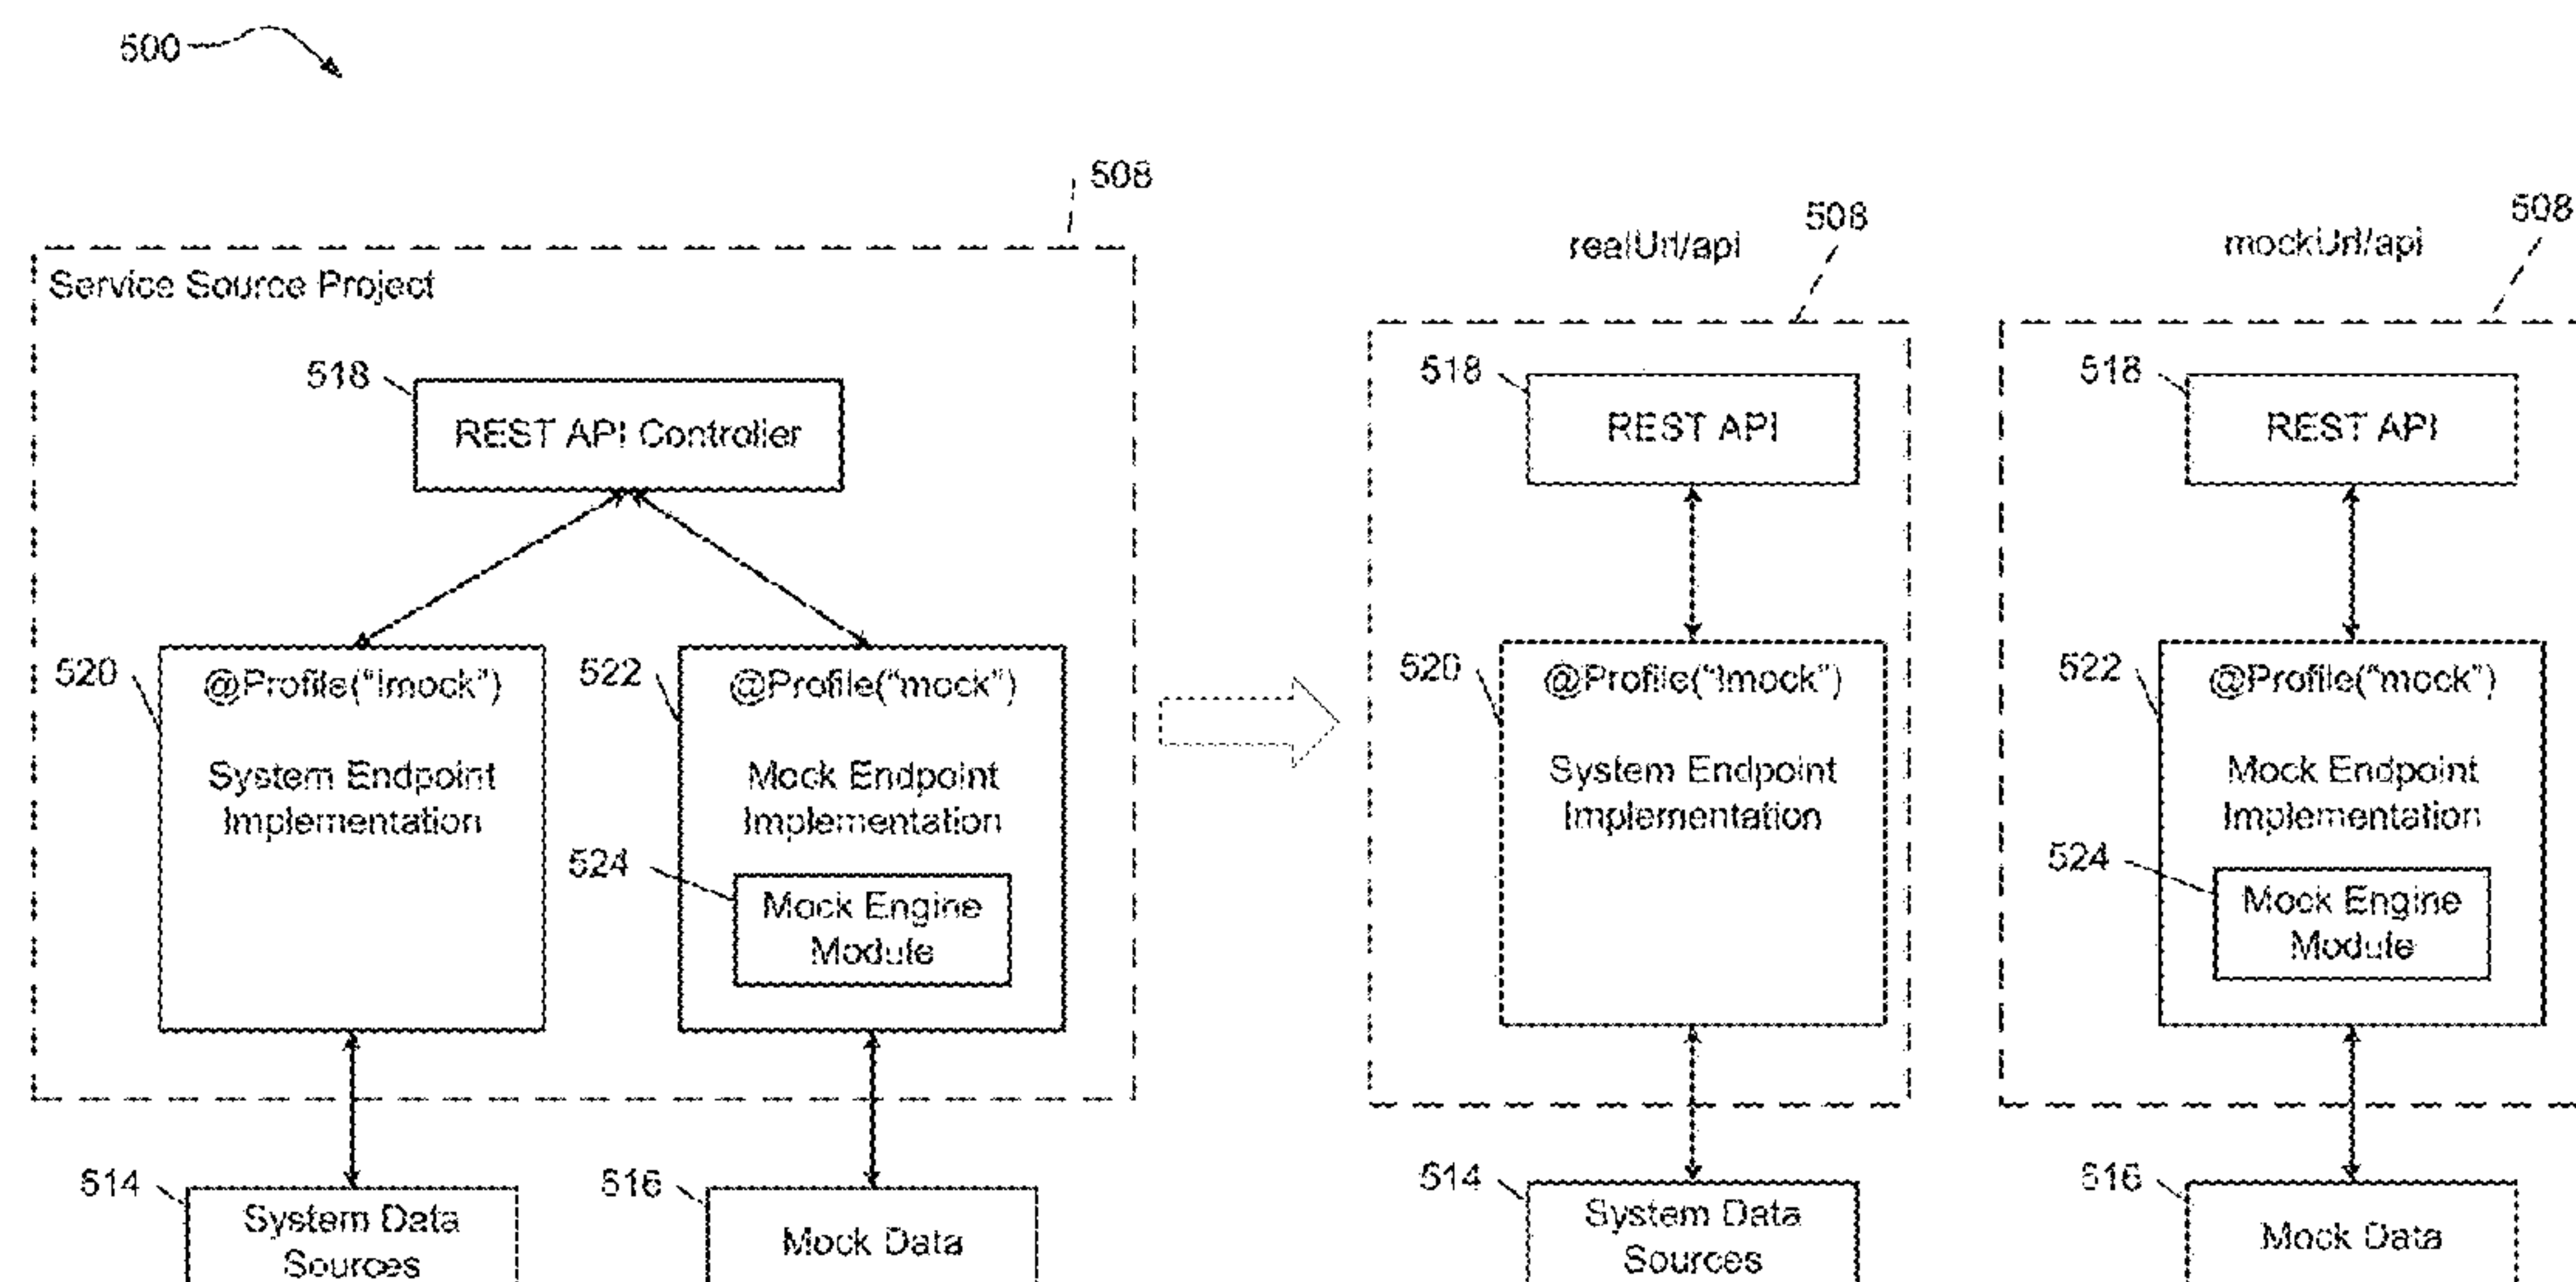 500
508
Service Source Project
518
REST API Controller
520
@Profile("!mock")
System Endpoint
Implementation
522
@Profile("mock")
Mock Endpoint
Implementation
524
Mock Engine
Module
514
System Data
Sources
516
Mock Data
realUrl/api
508
518
REST API
520
@Profile("!mock")
System Endpoint
Implementation
514
System Data
Sources
mockUrl/api
508
518
REST API
522
@Profile("mock")
Mock Endpoint
Implementation
524
Mock Engine
Module
516
Mock Data